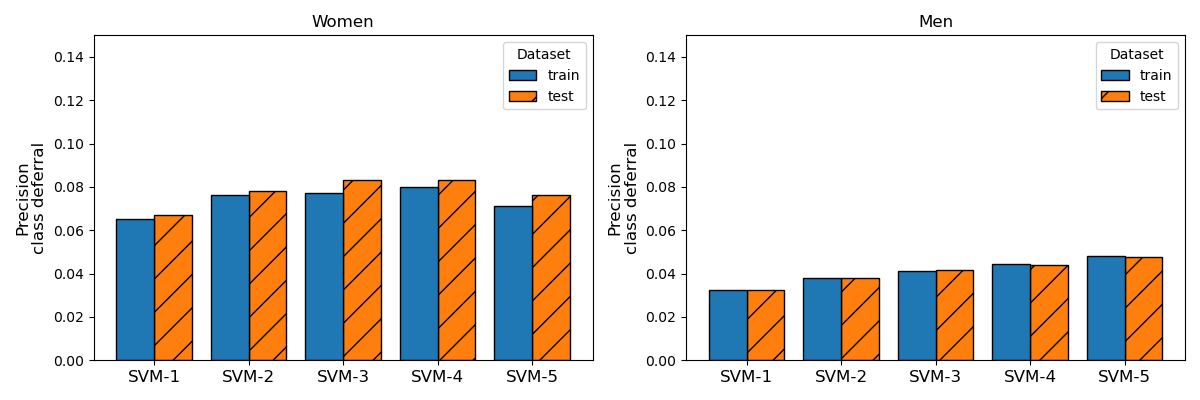 Women
Precision
class deferral
0.14
0.12
0.10
0.08
0.06
0.04
0.02
0.00
SVM-1 SVM-2 SVM-3 SVM-4 SVM-5
Dataset
train
test
Men
Precision
class deferral
0.14
0.12
0.10
0.08
0.06
0.04
0.02
0.00
SVM-1 SVM-2 SVM-3 SVM-4 SVM-5
Dataset
train
test